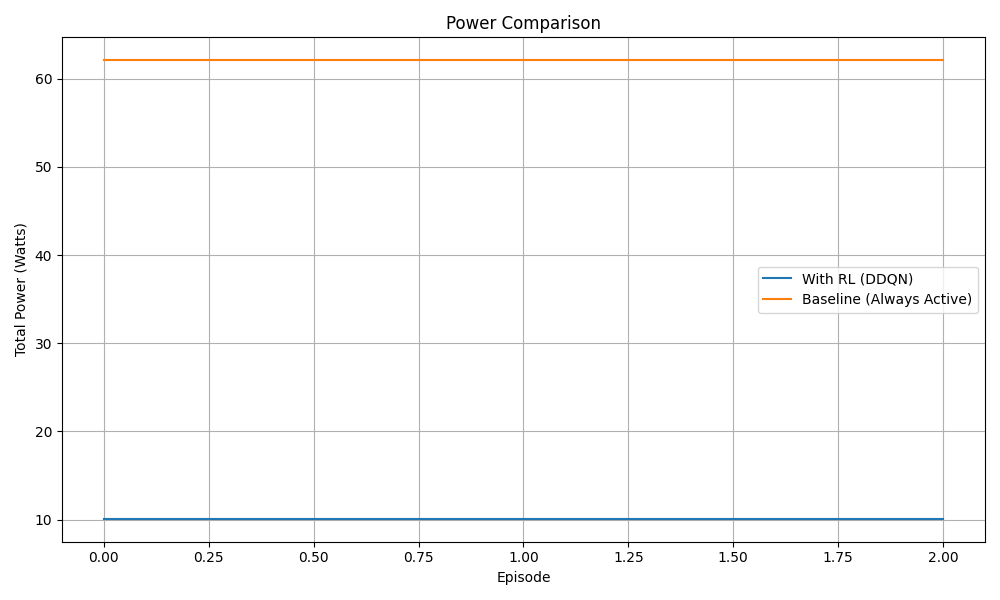 Power Comparison
Total Power (Watts)
60
50
40
30
20
10
With RL (DDQN)
Baseline (Always Active)
0.00 0.25 0.50 0.75 1.00 1.25 1.50 1.75 2.00
Episode